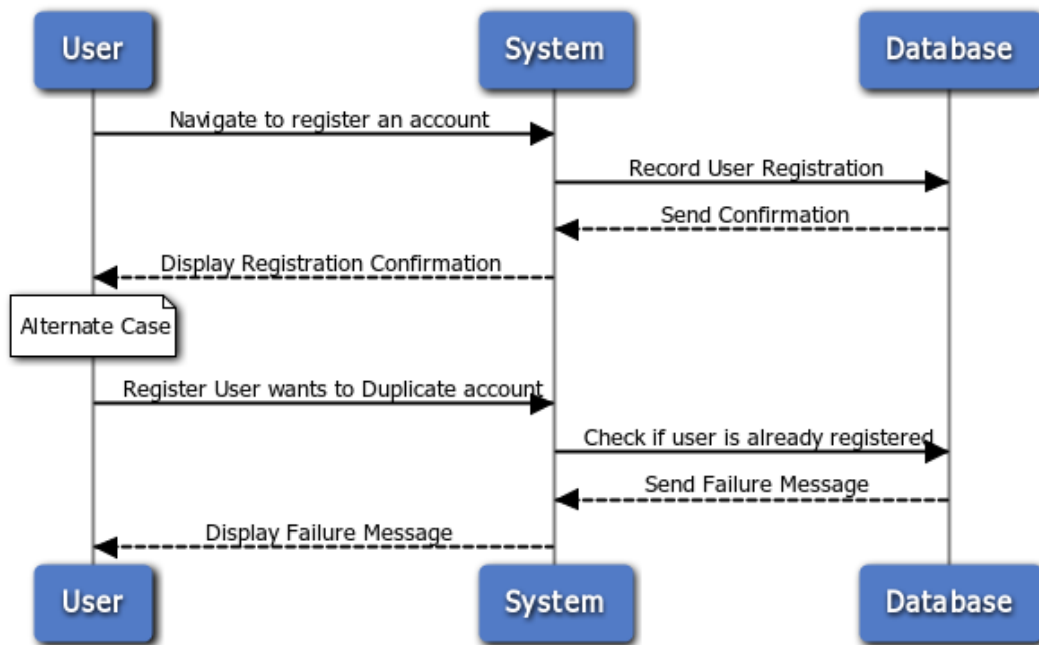 User
System
Database
Navigate to register an account
Record User Registration
Send Confirmation
Display Registration Confirmation
Alternate Case
Register User wants to Duplicate account
Check if user is already registered
Send Failure Message
Display Failure Message
User
System
Database